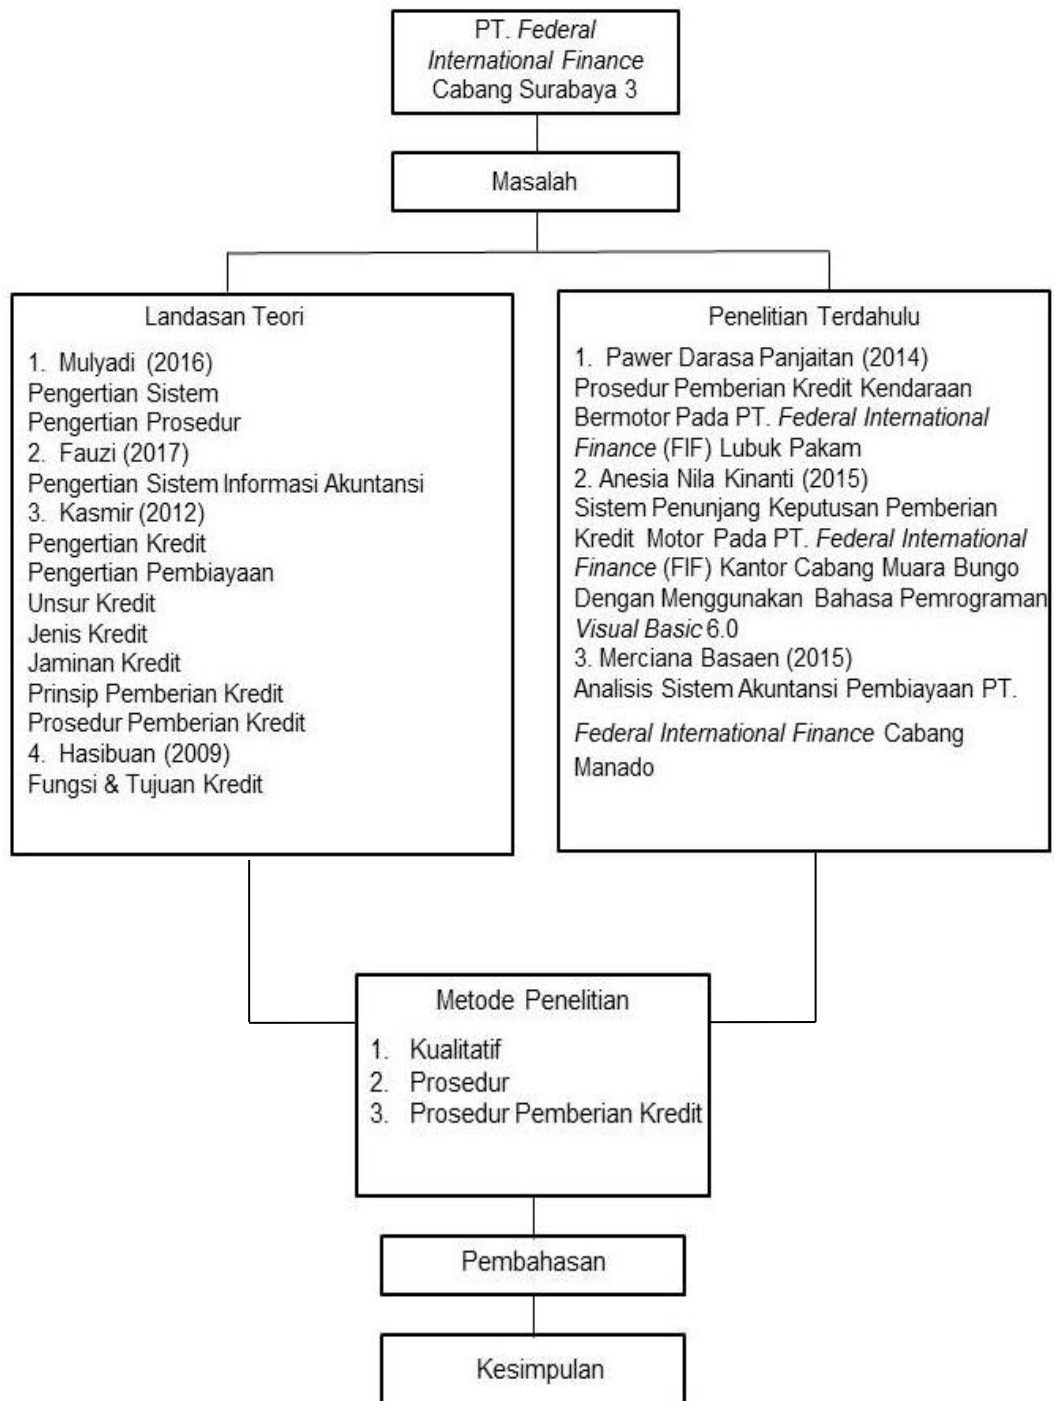 PT. Federal
International Finance
Cabang Surabaya 3
Masalah
Landasan Teori
1. Mulyadi (2016)
Pengertian Sistem
Pengertian Prosedur
2. Fauzi (2017)
Pengertian Sistem Informasi Akuntansi
3. Kasmir (2012)
Pengertian Kredit
Pengertian Pembiayaan
Unsur Kredit
Jenis Kredit
Jaminan Kredit
Prinsip Pemberian Kredit
Prosedur Pemberian Kredit
4. Hasibuan (2009)
Fungsi & Tujuan Kredit
Penelitian Terdahulu
1. Pawer Darasa Panjaitan (2014)
Prosedur Pemberian Kredit Kendaraan
Bermotor Pada PT. Federal International
Finance (FIF) Lubuk Pakam
2. Anesia Nila Kinanti (2015)
Sistem Penunjang Keputusan Pemberian
Kredit Motor Pada PT. Federal International
Finance (FIF) Kantor Cabang Muara Bungo
Dengan Menggunakan Bahasa Pemrograman
Visual Basic 6.0
3. Merciana Basaen (2015)
Analisis Sistem Akuntansi Pembiayaan PT.
Federal International Finance Cabang
Manado
Metode Penelitian
1. Kualitatif
2. Prosedur
3. Prosedur Pemberian Kredit
Pembahasan
Kesimpulan